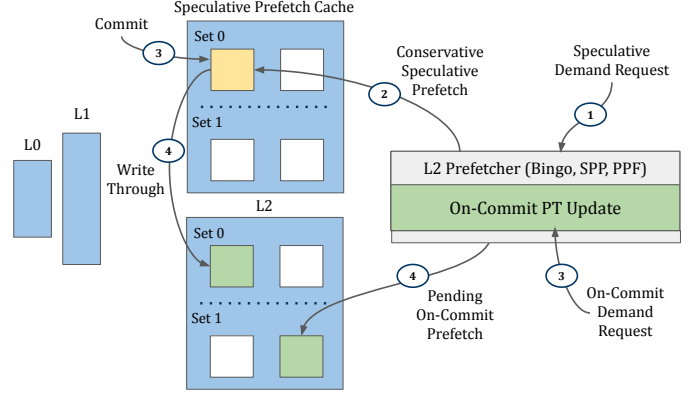 Speculative Prefetch Cache
Commit
3
Set 0
Set 1
Conservative
Speculative
Prefetch
2
Speculative
Demand Request
1
L0
L1
4
Write
Through
L2 Prefetcher (Bingo, SPP, PPF)
On-Commit PT Update
L2
Set 0
Set 1
4
Pending
On-Commit
Prefetch
3
On-Commit
Demand
Request